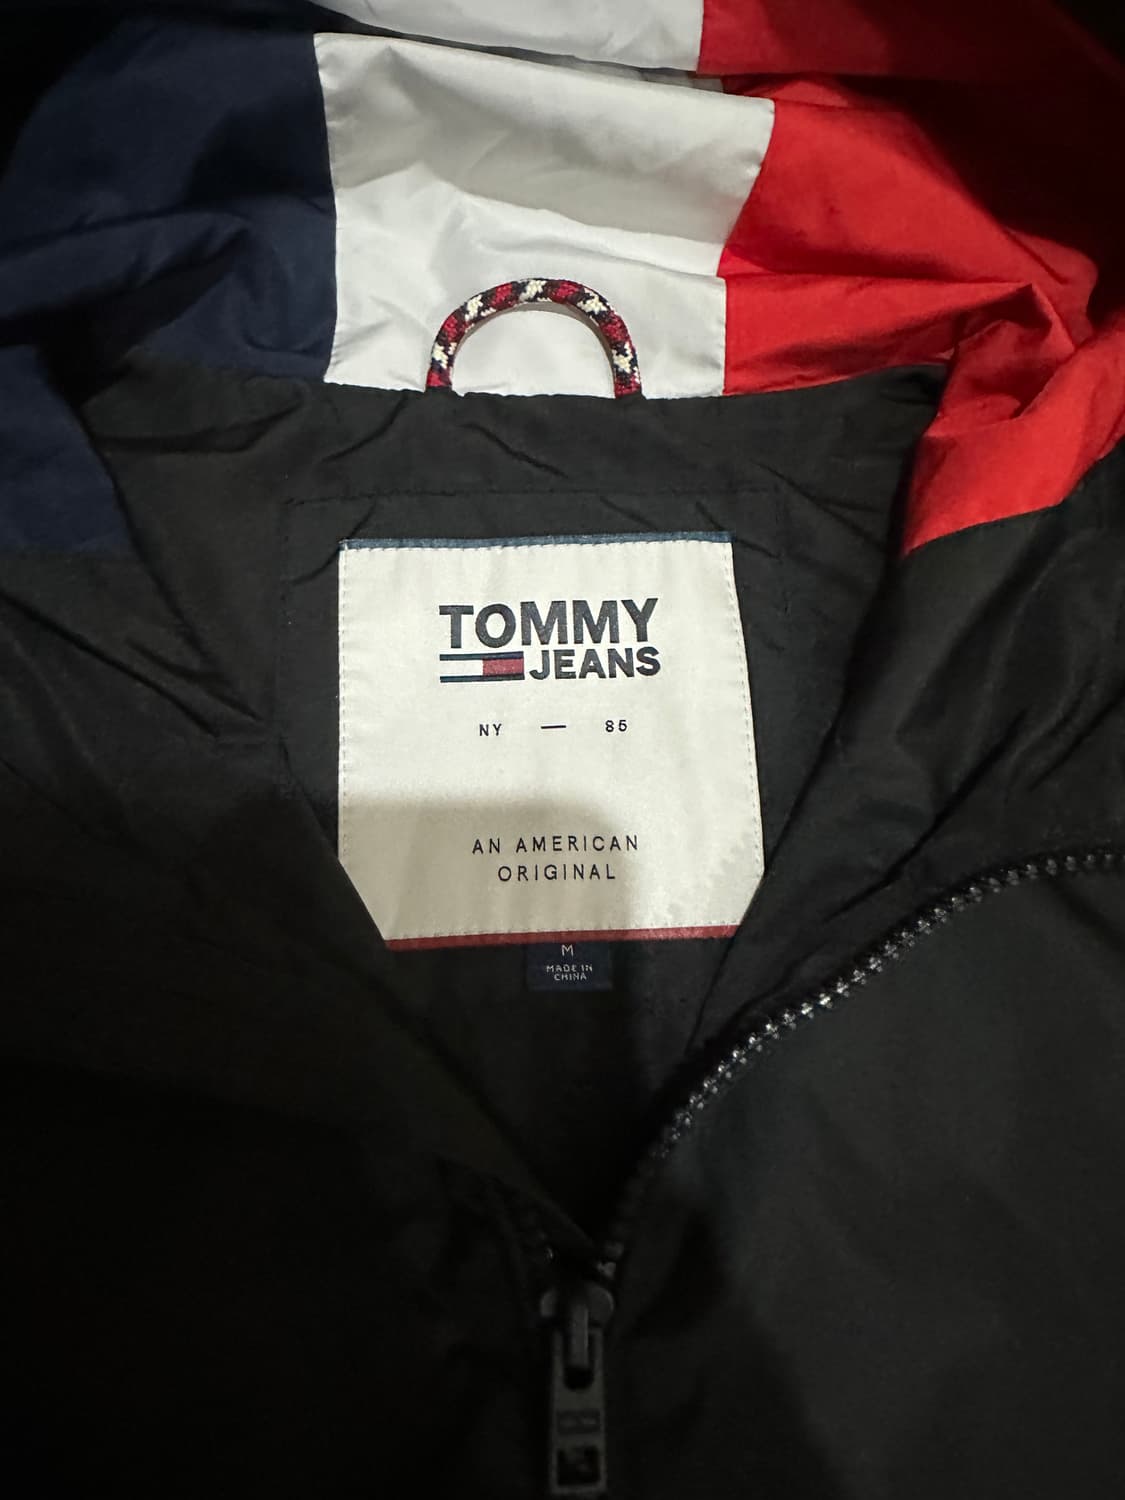 TOMMY
JEANS
NY — 85
AN AMERICAN
ORIGINAL
M
MADE IN
CHINA